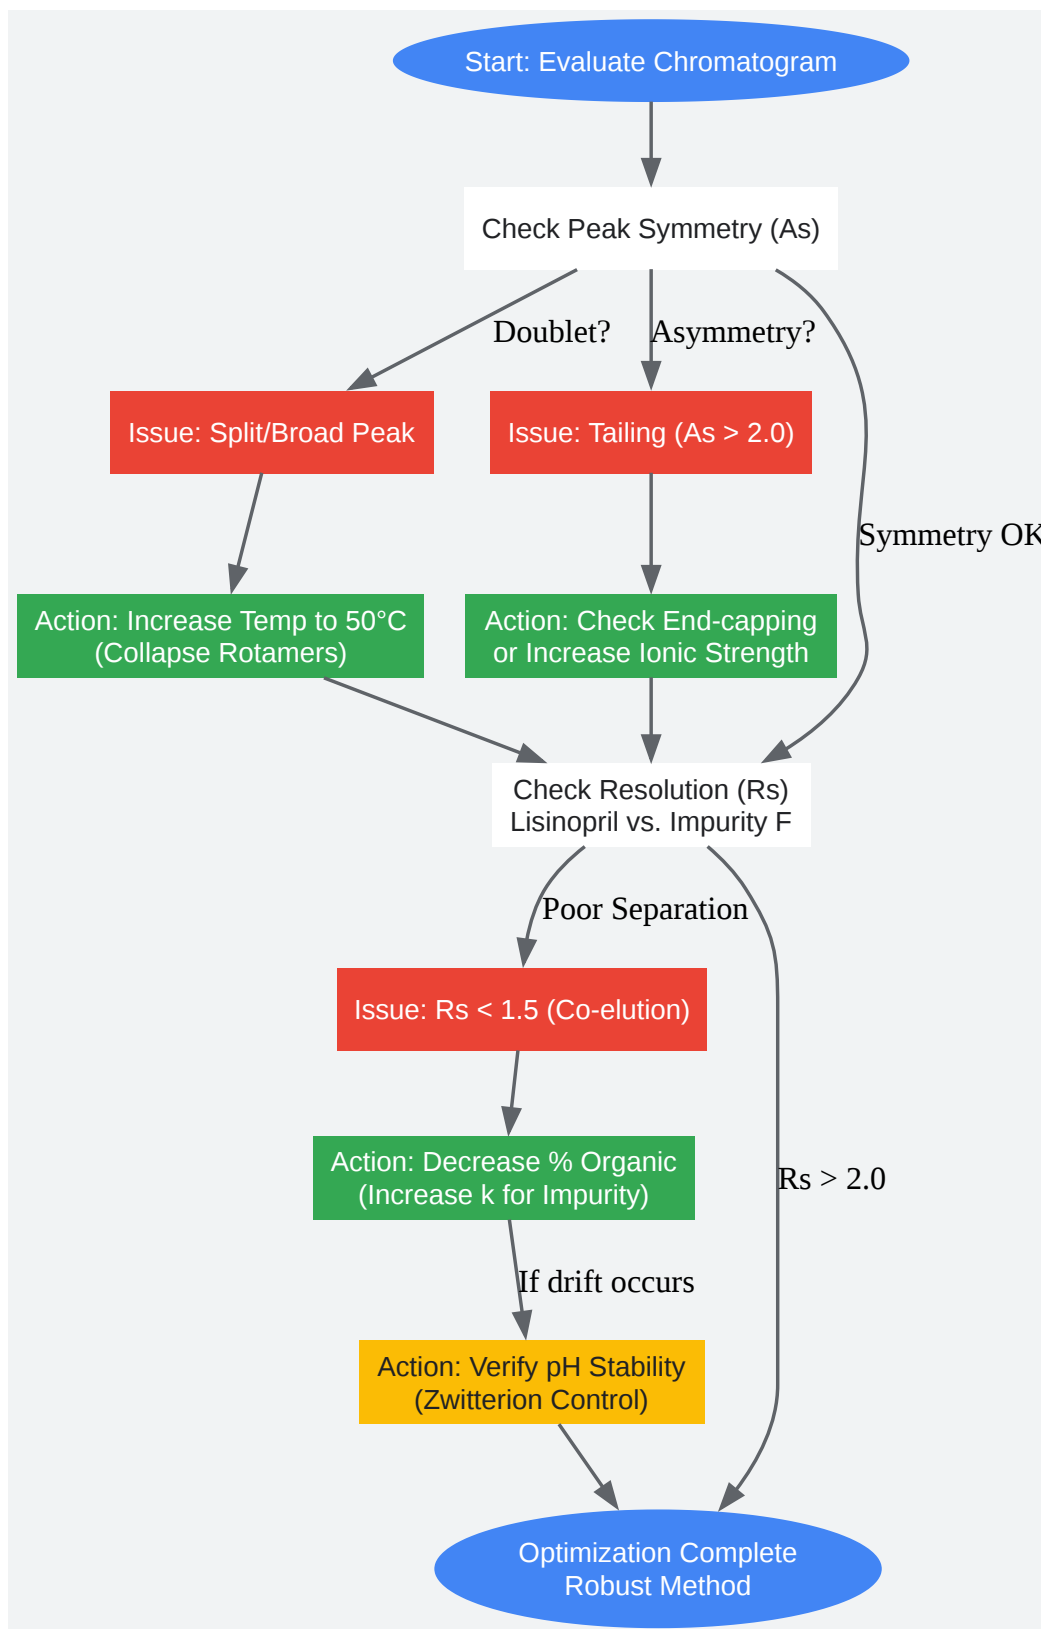 Start: Evaluate Chromatogram
Check Peak Symmetry (As)
Doublet?
Asymmetry?
Issue: Split/Broad Peak
Issue: Tailing (As > 2.0)
Symmetry OK
Action: Increase Temp to 50°C
(Collapse Rotamers)
Action: Check End-capping
or Increase Ionic Strength
Check Resolution (Rs)
Lisinopril vs. Impurity F
Poor Separation
Issue: Rs < 1.5 (Co-elution)
Action: Decrease % Organic
(Increase k for Impurity)
Rs > 2.0
If drift occurs
Action: Verify pH Stability
(Zwitterion Control)
Optimization Complete
Robust Method